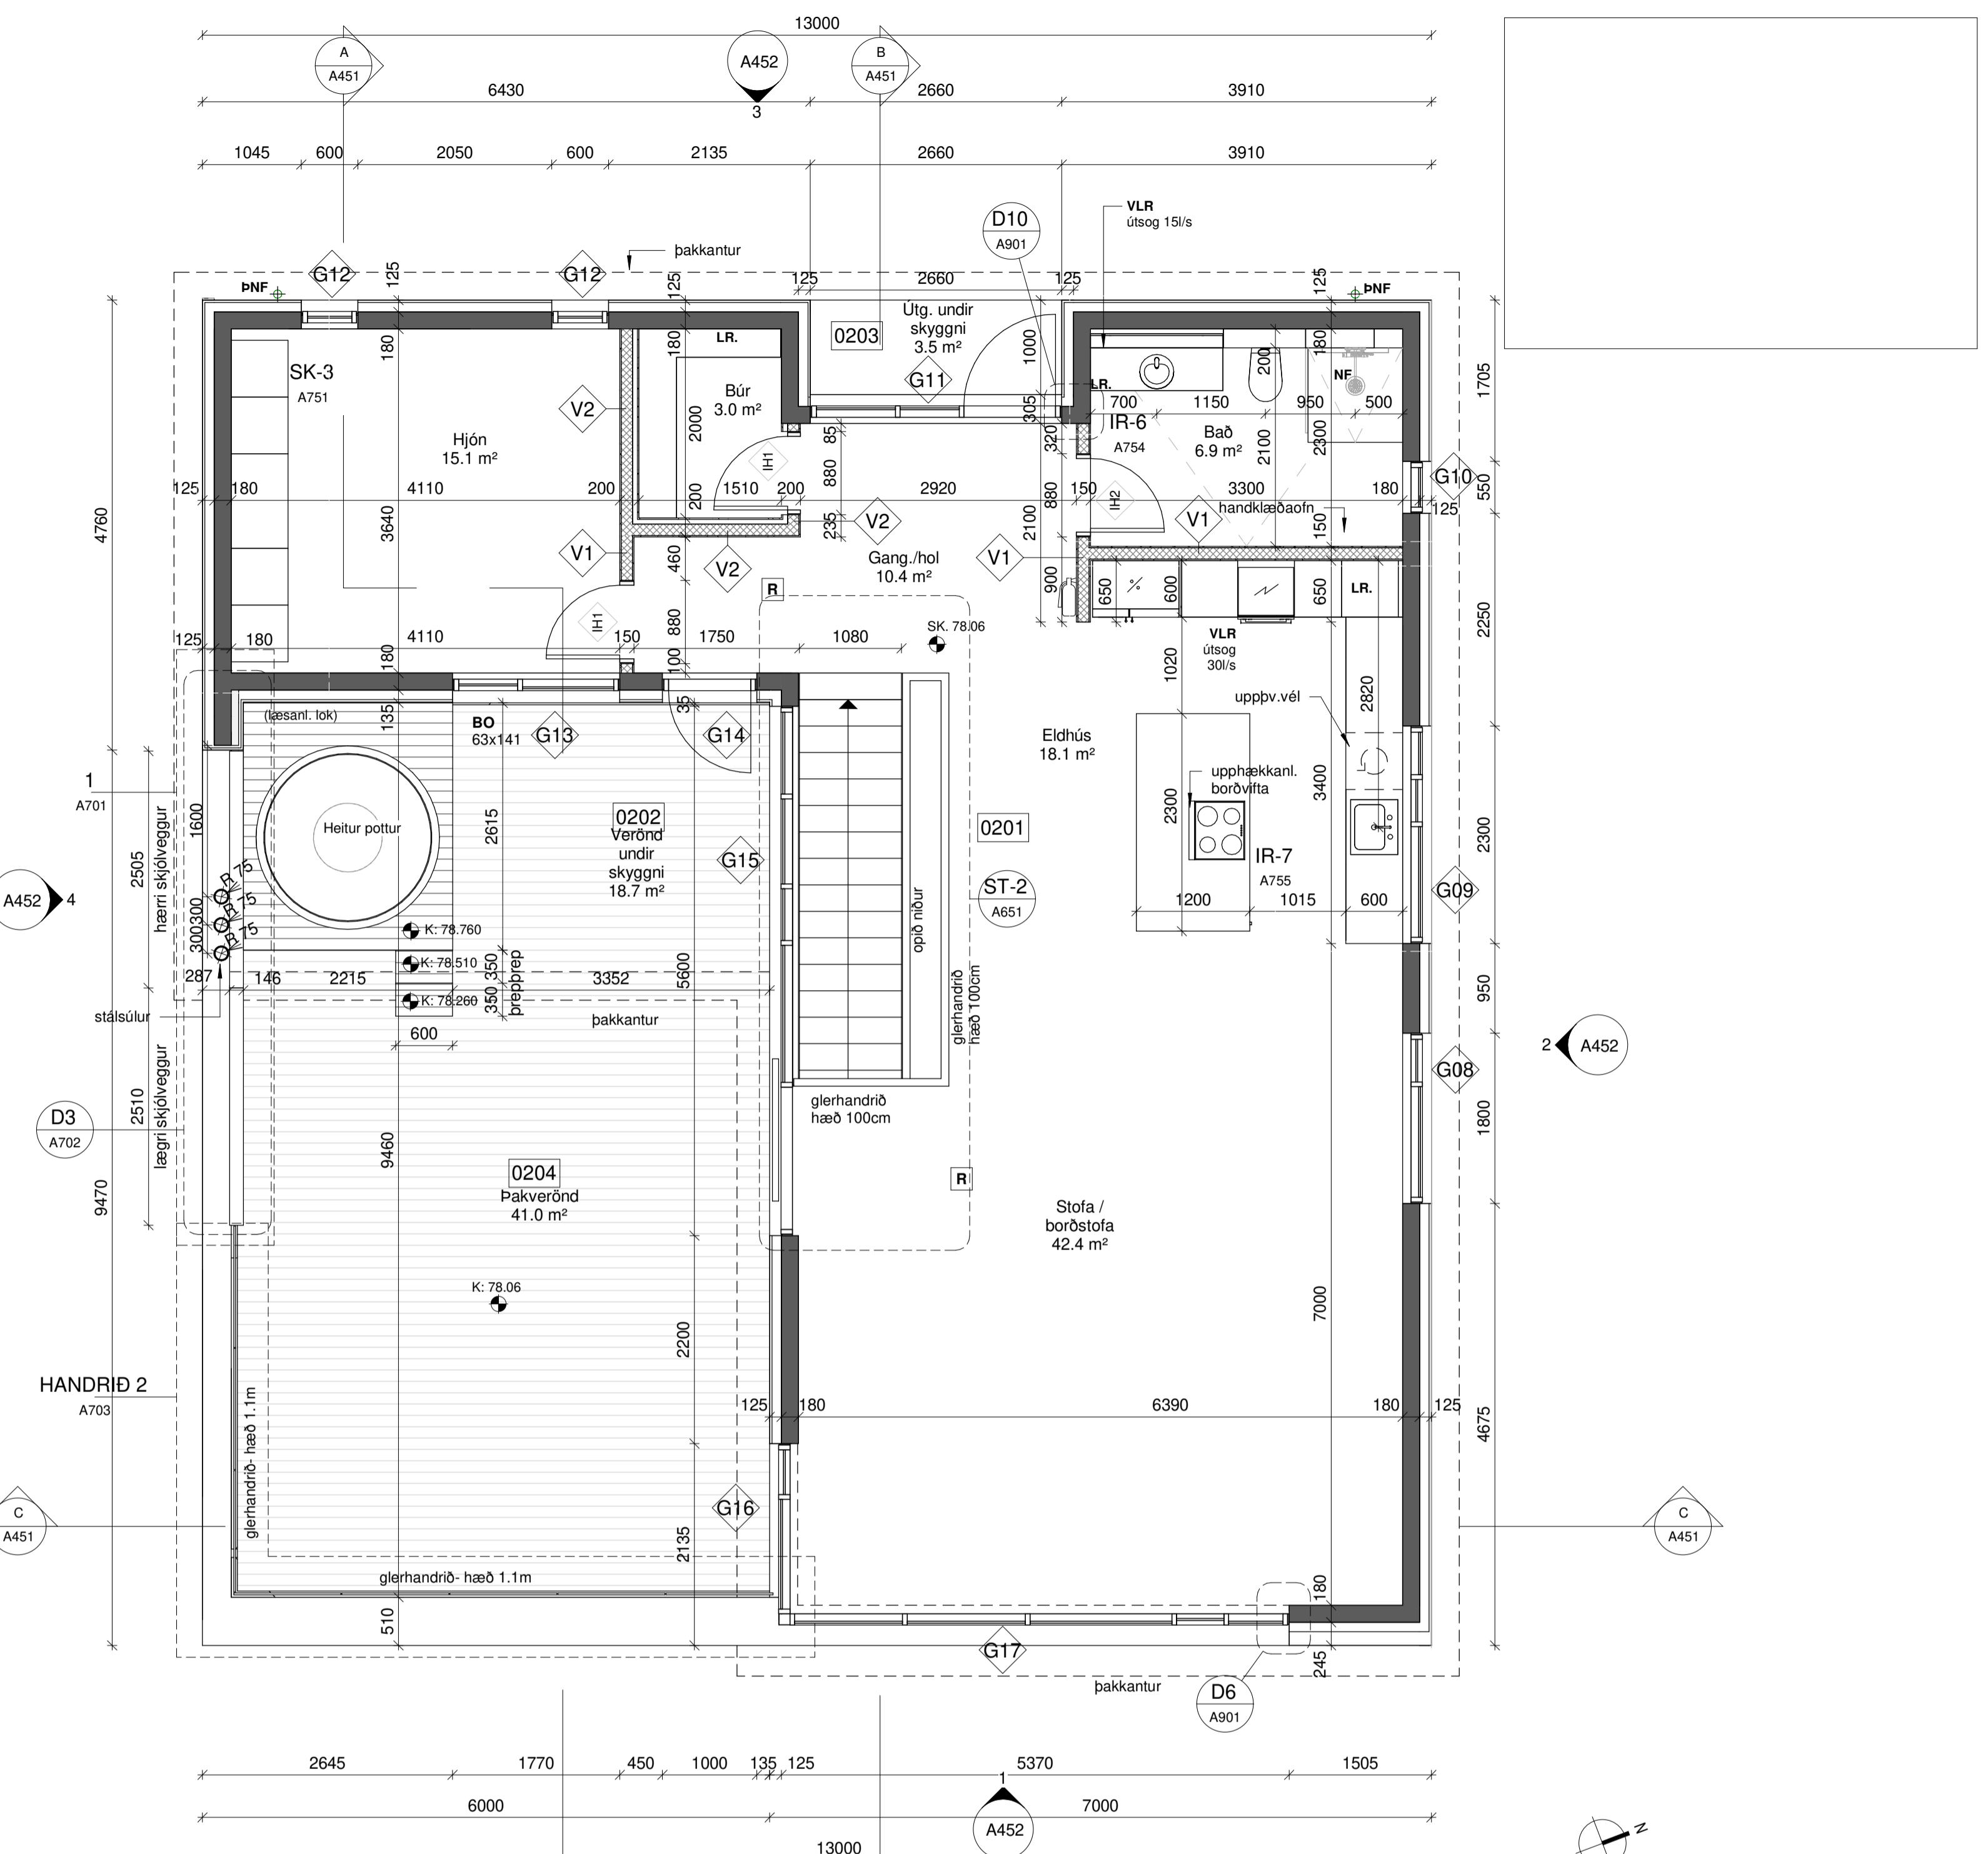 13000
A
A451
A452
3
B
A451
6430
2660
3910
1045
600
2050
600
2135
2660
3910
D10
A901
VLR
útsog 15l/s
þakkantur
G12
G12
125
125
125
2660
125
125
ÞNF
ÞNF
0203
Útg. undir
skyggni
3.5 m²
G11
1000
180
180
180
LR.
LR.
200
NF
SK-3
A751
Búr
3.0 m²
V2
2000
305
320
85
700
1150
950
500
IR-6
A754
Bað
6.9 m²
2100
2300
1705
Hjón
15.1 m²
IH1
880
G10
550
125
180
4110
200
200
1510
200
2920
150
880
IH2
3300
180
125
handklæðaofn
4760
3640
235
V2
2100
V1
150
V1
V2
460
Gang./hol
10.4 m²
V1
900
650
600
650
LR.
R
IH1
880
VLR
útsog
30l/s
2250
125
180
4110
150
1750
1080
SK. 78.06
180
100
1020
2820
uppþv.vél
(læsanl. lok)
135
BO
63x141
G13
35
G14
Eldhús
18.1 m²
upphækkanl.
borðvifta
2300
3400
1
A701
1600
hærri skjólveggur
2505
Heitur pottur
2615
0202
Verönd
undir
skyggni
18.7 m²
G15
0201
2300
IR-7
A755
A452
4
R 75
R 75
R 75
300
300
ST-2
A651
opið niður
1200
1015
600
G09
K: 78.760
K: 78.510
K: 78.260
350
350
þrep
þrep
287
146
2215
3352
5600
glerhandrið
hæð 100cm
950
stálsúlur
þakkantur
600
2
A452
G08
D3
A702
2510
lægri skjólveggur
9460
glerhandrið
hæð 100cm
1800
9470
0204
Þakverönd
41.0 m²
R
Stofa /
borðstofa
42.4 m²
K: 78.06
2200
7000
HANDRIÐ 2
A703
glerhandrið- hæð 1.1m
125
180
6390
180
125
4675
C
A451
G16
2135
C
A451
glerhandrið- hæð 1.1m
510
180
G17
245
þakkantur
D6
A901
2645
1770
450
1000
135
125
5370
1505
1
6000
7000
A452
13000
N